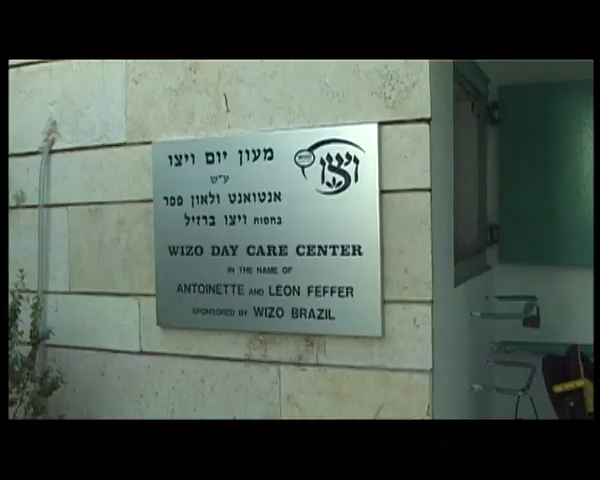 מעון יום ויצו
ויצו
ע״ש
אנטואנט ולאון פפר
בחסות ויצו ברזיל
WIZO DAY CARE CENTER
IN THE NAME OF
ANTOINETTE AND LEON FEFFER
SPONSORED BY WIZO BRAZIL